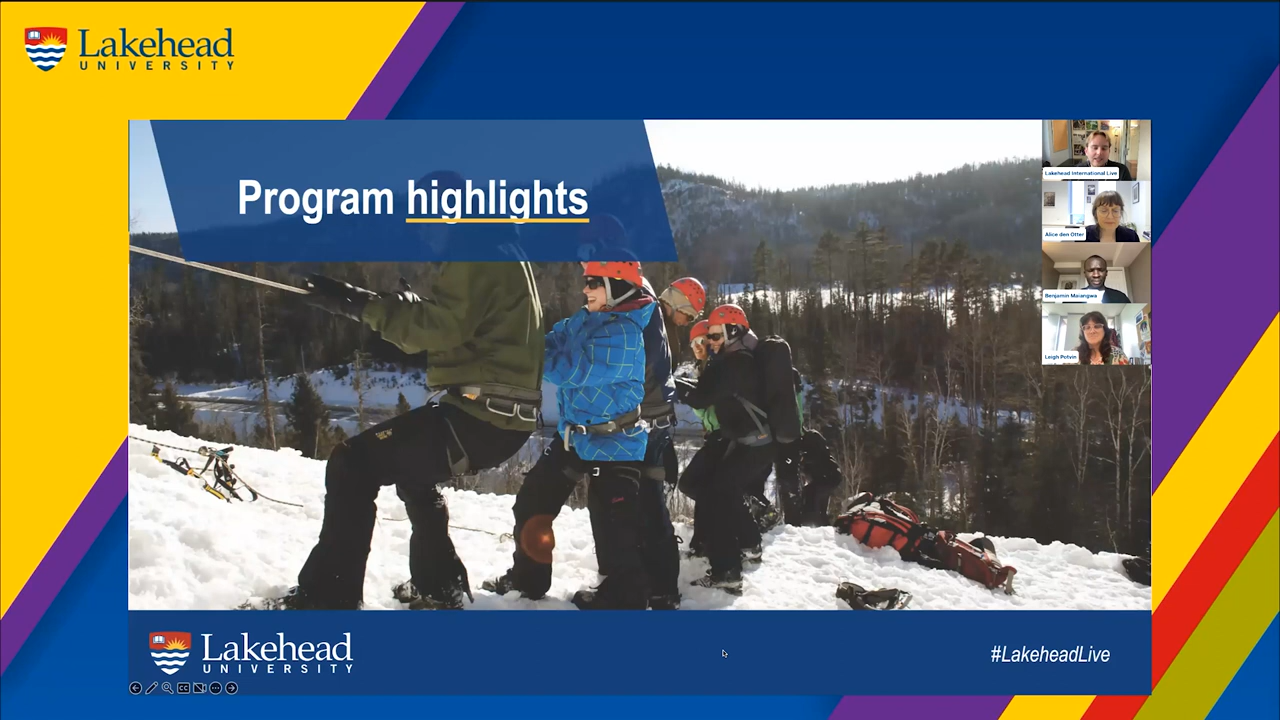 Lakehead
UNIVERSITY
Program highlights
Lakehead International Live
Alice den Otter
Benjamin Maiangwa
Leigh Potvin
Lakehead
UNIVERSITY
#LakeheadLive